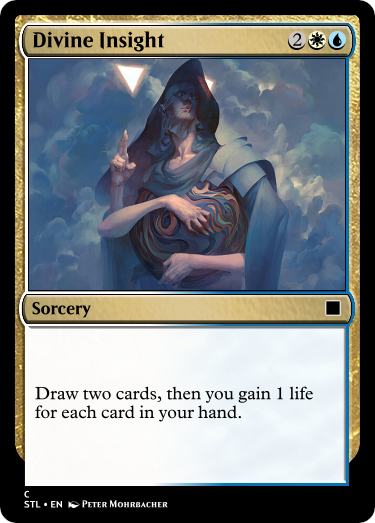 Divine Insight 2
Sorcery
Draw two cards, then you gain 1 life
for each card in your hand.
C
STL • EN Peter Mohrbacher